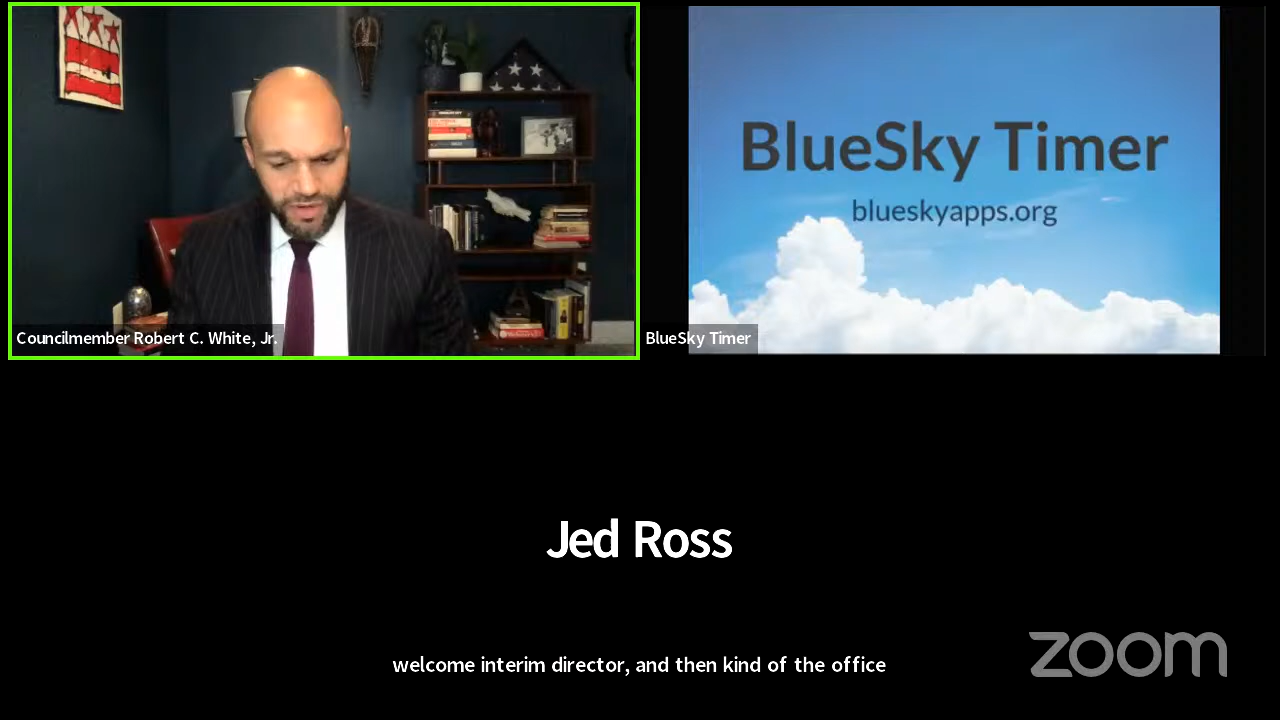 BlueSky Timer
blueskyapps.org
Councilmember Robert C. White, Jr.
BlueSky Timer
Jed Ross
welcome interim director, and then kind of the office
zoom